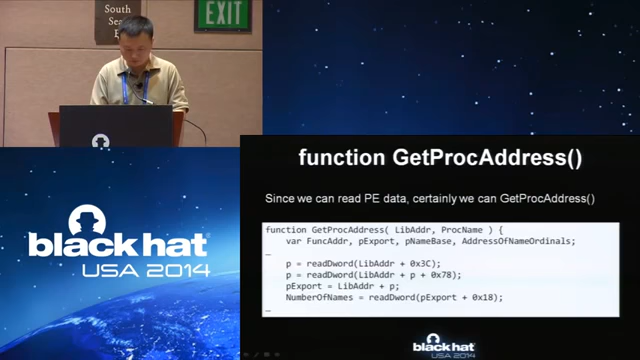 South
Sea
EXIT
function GetProcAddress()
Since we can read PE data, certainly we can GetProcAddress()
function GetProcAddress( LibAddr, ProcName ) {
var FuncAddr, pExport, pNameBase, AddressOfNameOrdinals;
…
p = readDword(LibAddr + 0x3C);
p = readDword(LibAddr + p + 0x78);
pExport = LibAddr + p;
NumberOfNames = readDword(pExport + 0x18);
…
black hat
USA 2014
black hat
USA 2014